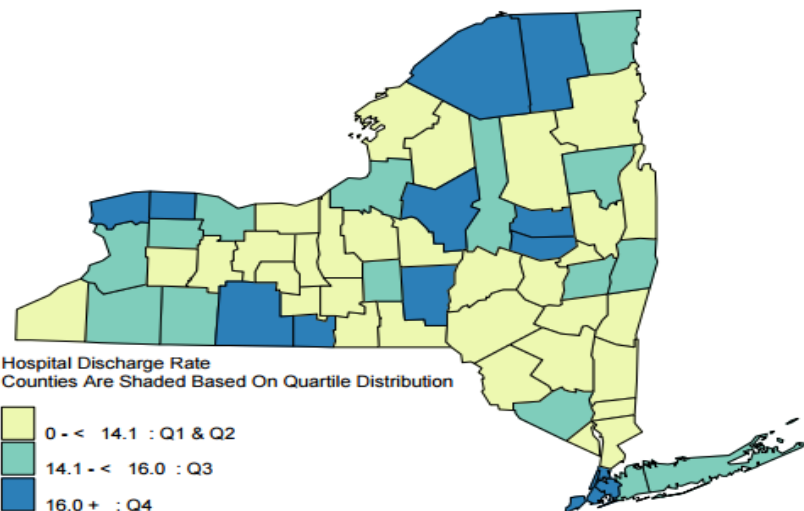 Hospital Discharge Rate
Counties Are Shaded Based On Quartile Distribution
0 - < 14.1 : Q1 & Q2
14.1 - < 16.0 : Q3
16.0 + : Q4